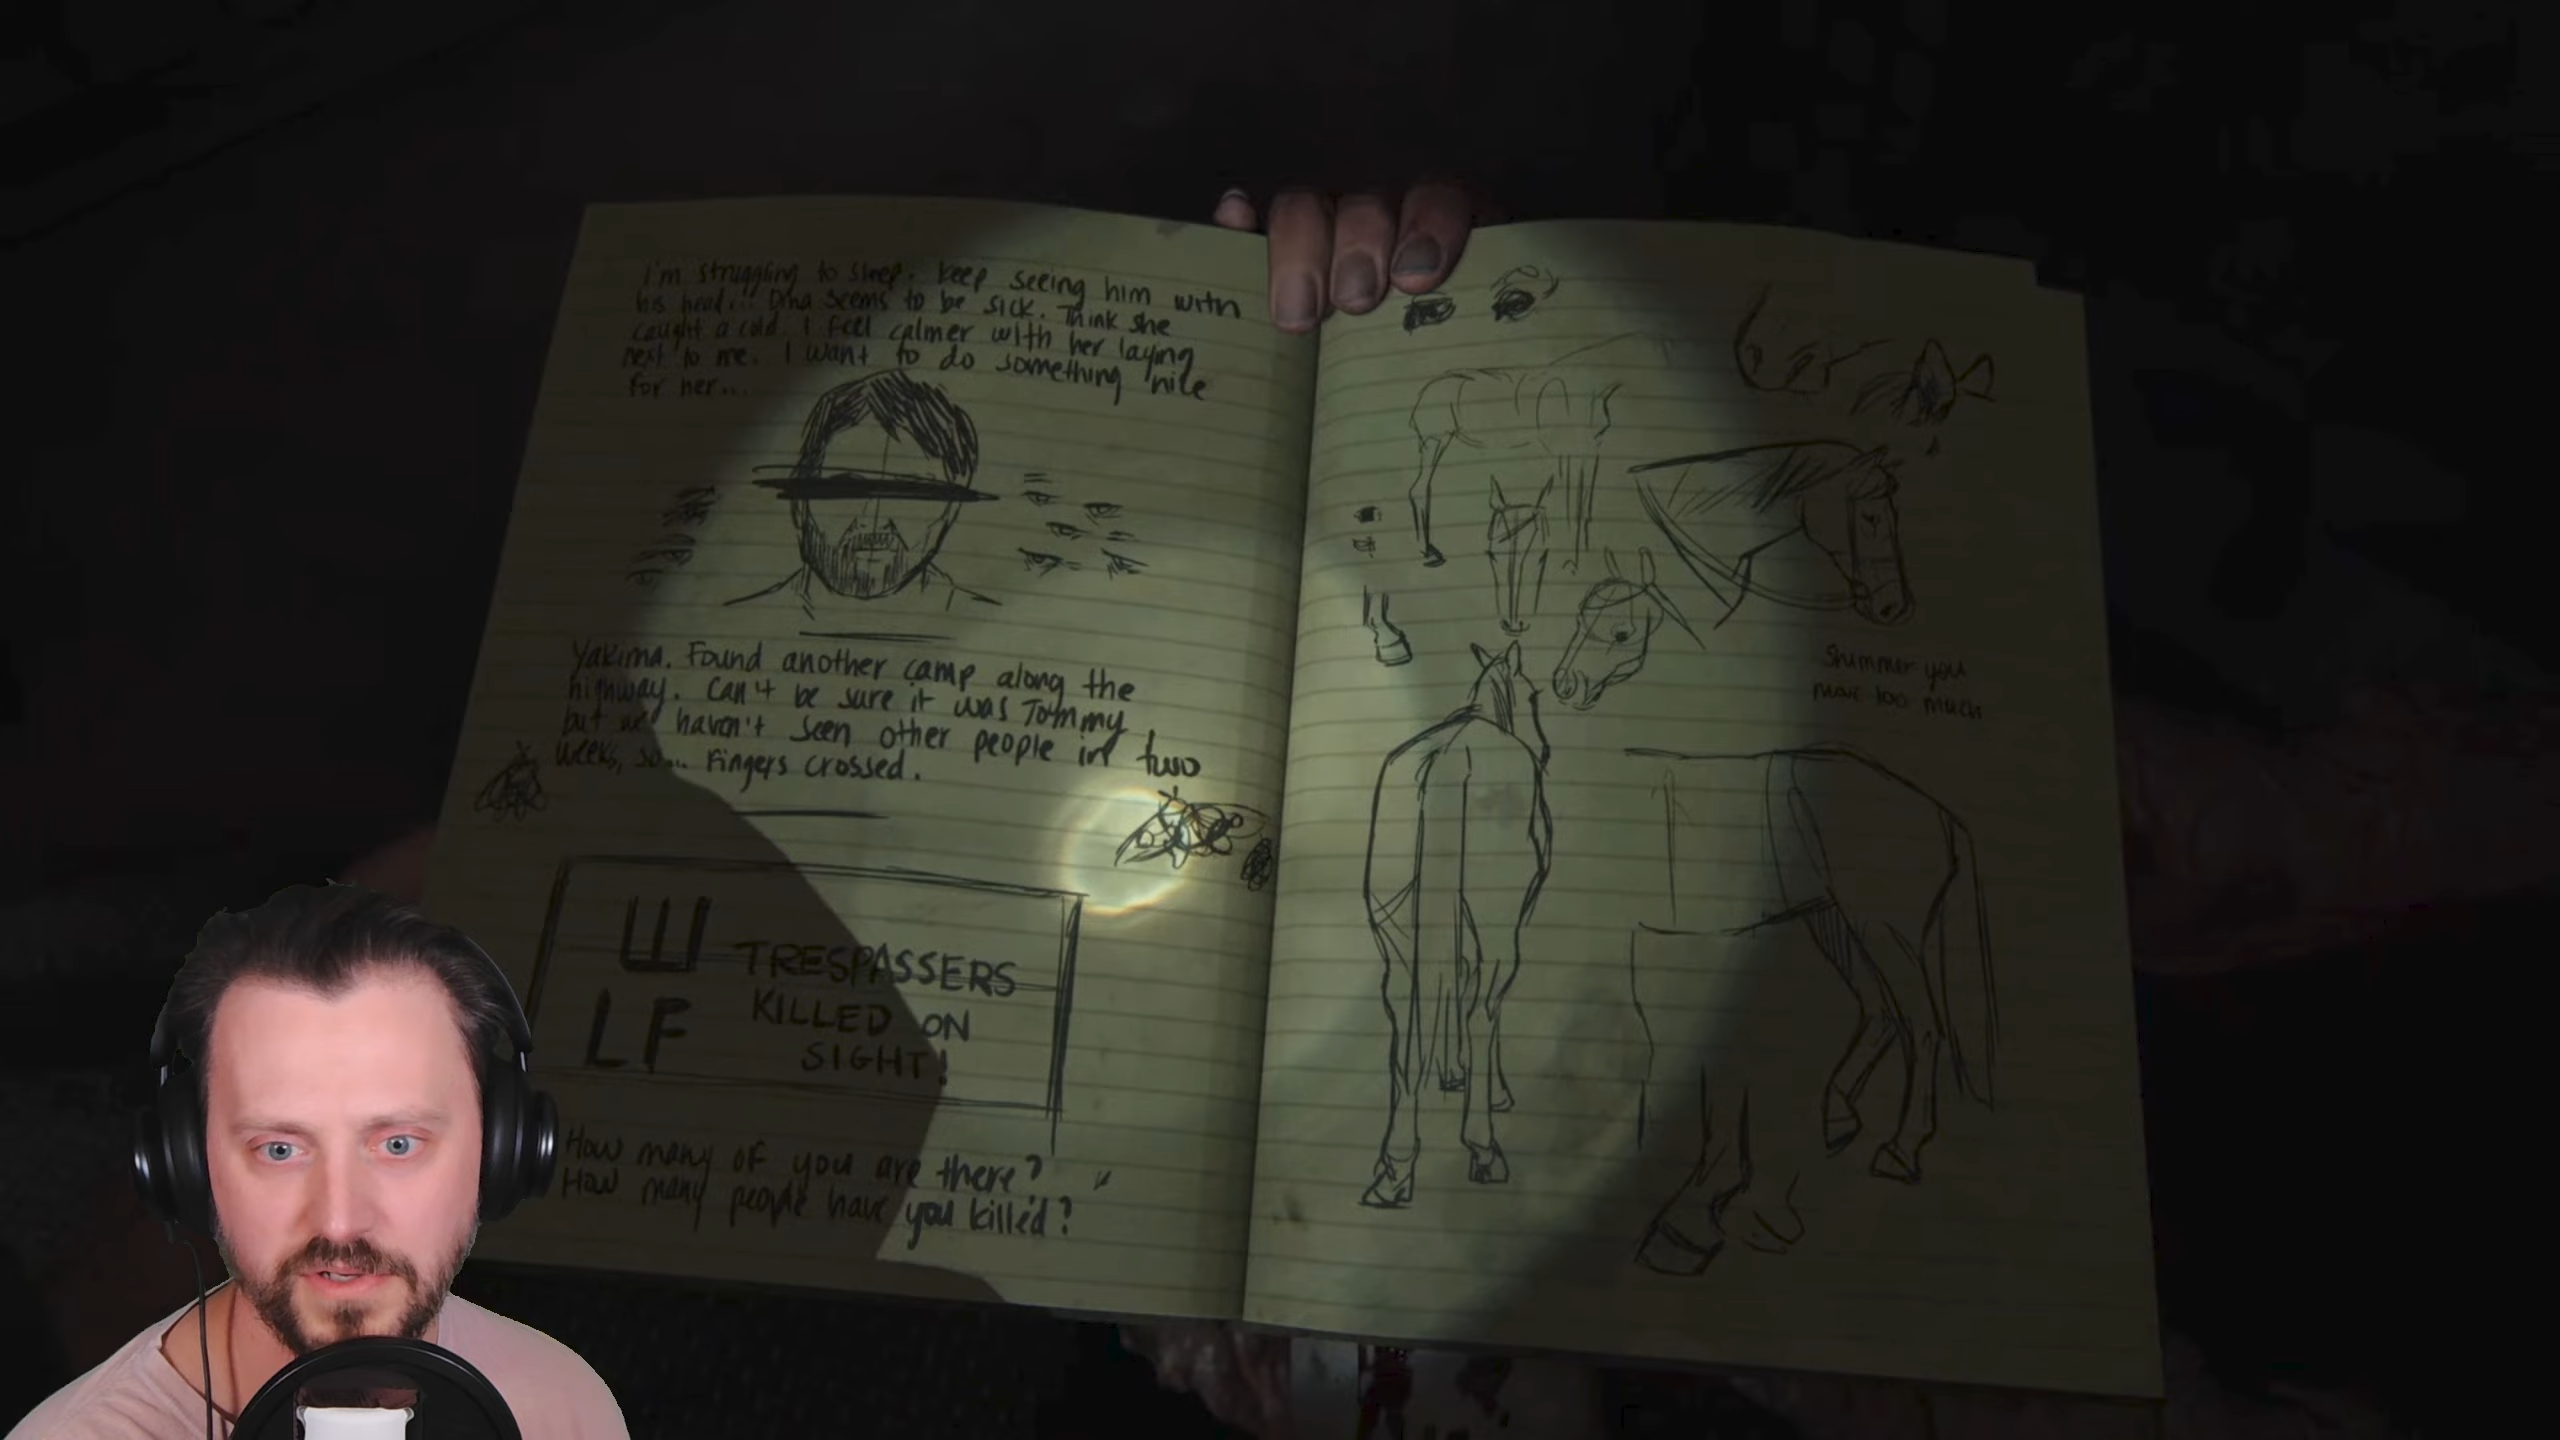 I'm struggling to sleep. Keep seeing him with
his head... Dina seems to be sick. Think she
caught a cold. I feel calmer with her laying
next to me. I want to do something nice
for her...
Yakima. Found another camp along the
highway. Can't be sure it was Tommy
but we haven't seen other people in two
weeks, so... Fingers crossed.
W
LF
TRESPASSERS
KILLED ON
SIGHT!
How many of you are there?
How many people have you killed?
you
too much